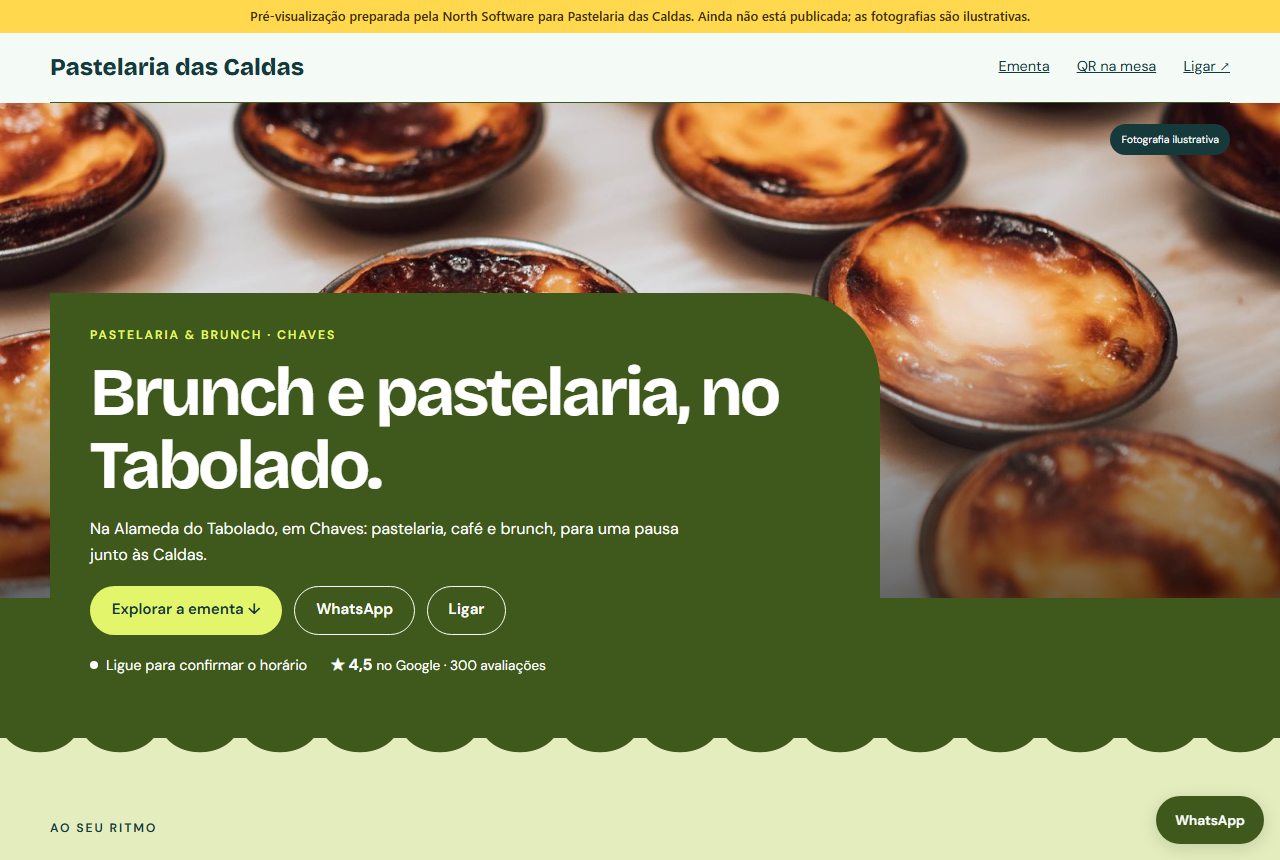 Pré-visualização preparada pela North Software para Pastelaria das Caldas. Ainda não está publicada; as fotografias são ilustrativas.
Pastelaria das Caldas
Ementa QR na mesa Ligar ↗
Fotografia ilustrativa
PASTELARIA & BRUNCH · CHAVES
Brunch e pastelaria, no
Tabolado.
Na Alameda do Tabolado, em Chaves: pastelaria, café e brunch, para uma pausa
junto às Caldas.
Explorar a ementa ↓ WhatsApp Ligar
Ligue para confirmar o horário ★ 4,5 no Google · 300 avaliações
AO SEU RITMO
WhatsApp